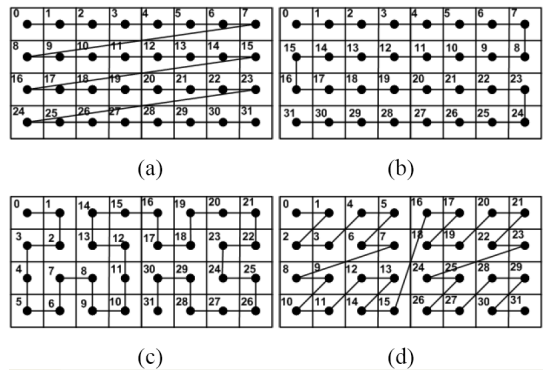 0 1 2 3 4 5 6 7
8 9 10 11 12 13 14 15
16 17 18 19 20 21 22 23
24 25 26 27 28 29 30 31
(a)
0 1 2 3 4 5 6 7
15 14 13 12 11 10 9 8
16 17 18 19 20 21 22 23
31 30 29 28 27 26 25 24
(b)
0 1 14 15 16 19 20 21
3 2 13 12 17 18 23 22
4 7 8 11 30 29 24 25
5 6 9 10 31 28 27 26
(c)
0 1 4 5 16 17 20 21
2 3 6 7 18 19 22 23
8 9 12 13 24 25 28 29
10 11 14 15 26 27 30 31
(d)